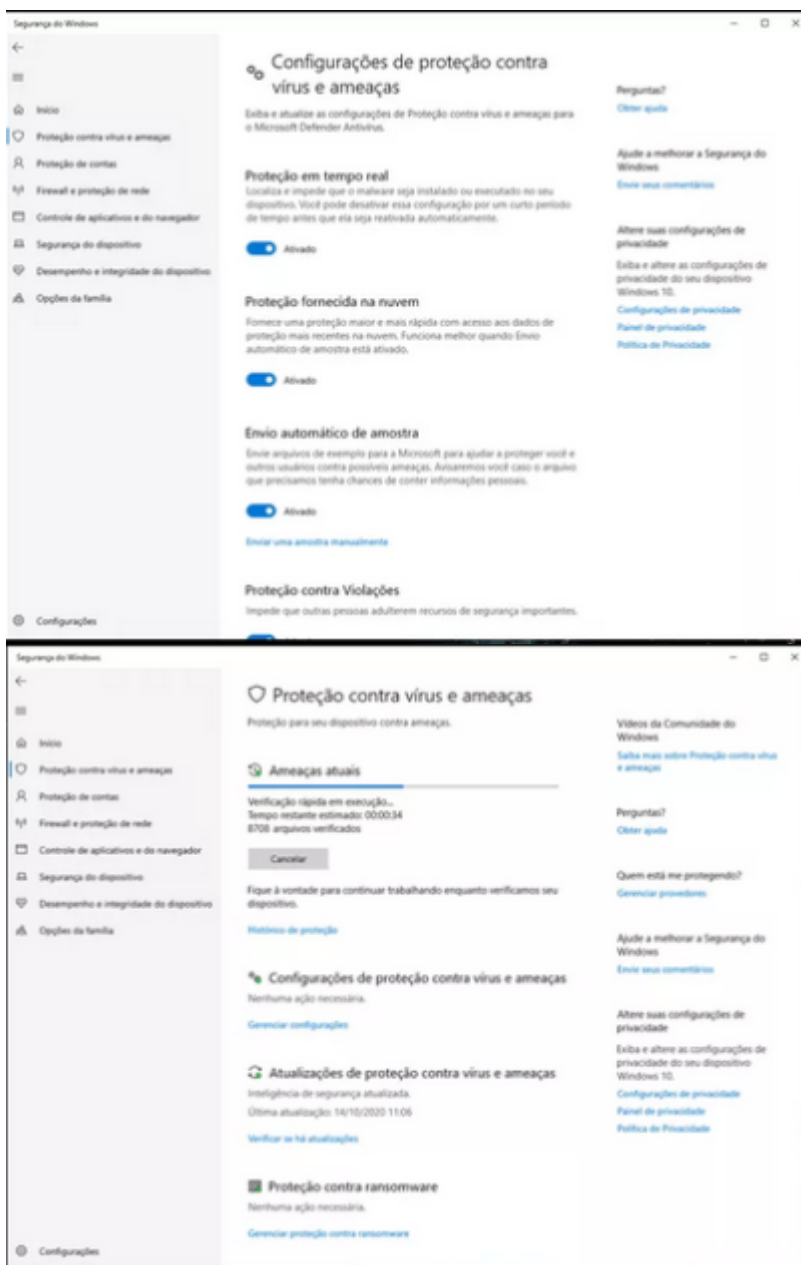 Segurança do Windows
Início
Proteção contra vírus e ameaças
Proteção de contas
Firewall e proteção de rede
Controle de aplicativos e do navegador
Segurança do dispositivo
Desempenho e integridade do dispositivo
Opções da família
Configurações
Configurações de proteção contra
vírus e ameaças
Exiba e atualize as configurações de Proteção contra vírus e ameaças para
o Microsoft Defender Antivírus.
Proteção em tempo real
Localiza e impede que o malware seja instalado ou executado no seu
dispositivo. Você pode desativar essa configuração por um curto período
de tempo antes que ela seja reativada automaticamente.
Ativado
Proteção fornecida na nuvem
Fornece uma proteção maior e mais rápida com acesso aos dados de
proteção mais recentes na nuvem. Funciona melhor quando Envio
automático de amostra está ativado.
Ativado
Envio automático de amostra
Envie arquivos de exemplo para a Microsoft para ajudar a proteger você e
outros usuários contra possíveis ameaças. Avisaremos você caso o arquivo
que precisamos tenha chances de conter informações pessoais.
Ativado
Enviar uma amostra manualmente
Proteção contra Violações
Impede que outras pessoas adulterem recursos de segurança importantes.
Perguntas?
Obter ajuda
Ajude a melhorar a Segurança do
Windows
Envie seus comentários
Altere suas configurações de
privacidade
Exiba e altere as configurações de
privacidade do seu dispositivo
Windows 10.
Configurações de privacidade
Painel de privacidade
Política de Privacidade
Segurança do Windows
Início
Proteção contra vírus e ameaças
Proteção de contas
Firewall e proteção de rede
Controle de aplicativos e do navegador
Segurança do dispositivo
Desempenho e integridade do dispositivo
Opções da família
Configurações
Proteção contra vírus e ameaças
Proteção para seu dispositivo contra ameaças.
Ameaças atuais
Verificação rápida em execução...
Tempo restante estimado: 00:00:34
8708 arquivos verificados
Cancelar
Fique à vontade para continuar trabalhando enquanto verificamos seu
dispositivo.
Histórico de proteção
Configurações de proteção contra vírus e ameaças
Nenhuma ação necessária.
Gerenciar configurações
Atualizações de proteção contra vírus e ameaças
Inteligência de segurança atualizada.
Última atualização: 14/10/2020 11:06
Verificar se há atualizações
Proteção contra ransomware
Nenhuma ação necessária.
Gerenciar proteção contra ransomware
Vídeos da Comunidade do
Windows
Saiba mais sobre Proteção contra vírus
e ameaças
Perguntas?
Obter ajuda
Quem está me protegendo?
Gerenciar provedores
Ajude a melhorar a Segurança do
Windows
Envie seus comentários
Altere suas configurações de
privacidade
Exiba e altere as configurações de
privacidade do seu dispositivo
Windows 10.
Configurações de privacidade
Painel de privacidade
Política de Privacidade